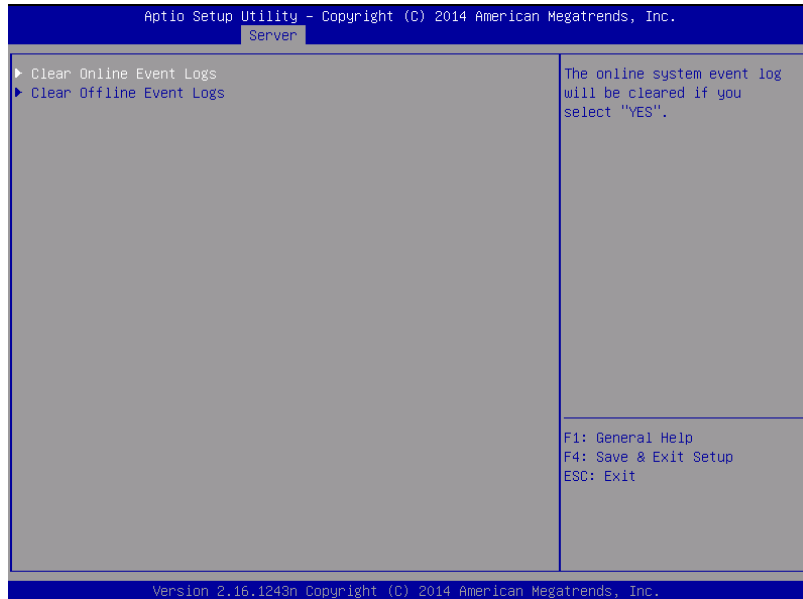 Aptio Setup Utility – Copyright (C) 2014 American Megatrends, Inc.
Server
Clear Online Event Logs
Clear Offline Event Logs
The online system event log
will be cleared if you
select "YES".
F1: General Help
F4: Save & Exit Setup
ESC: Exit
Version 2.16.1243n Copyright (C) 2014 American Megatrends, Inc.